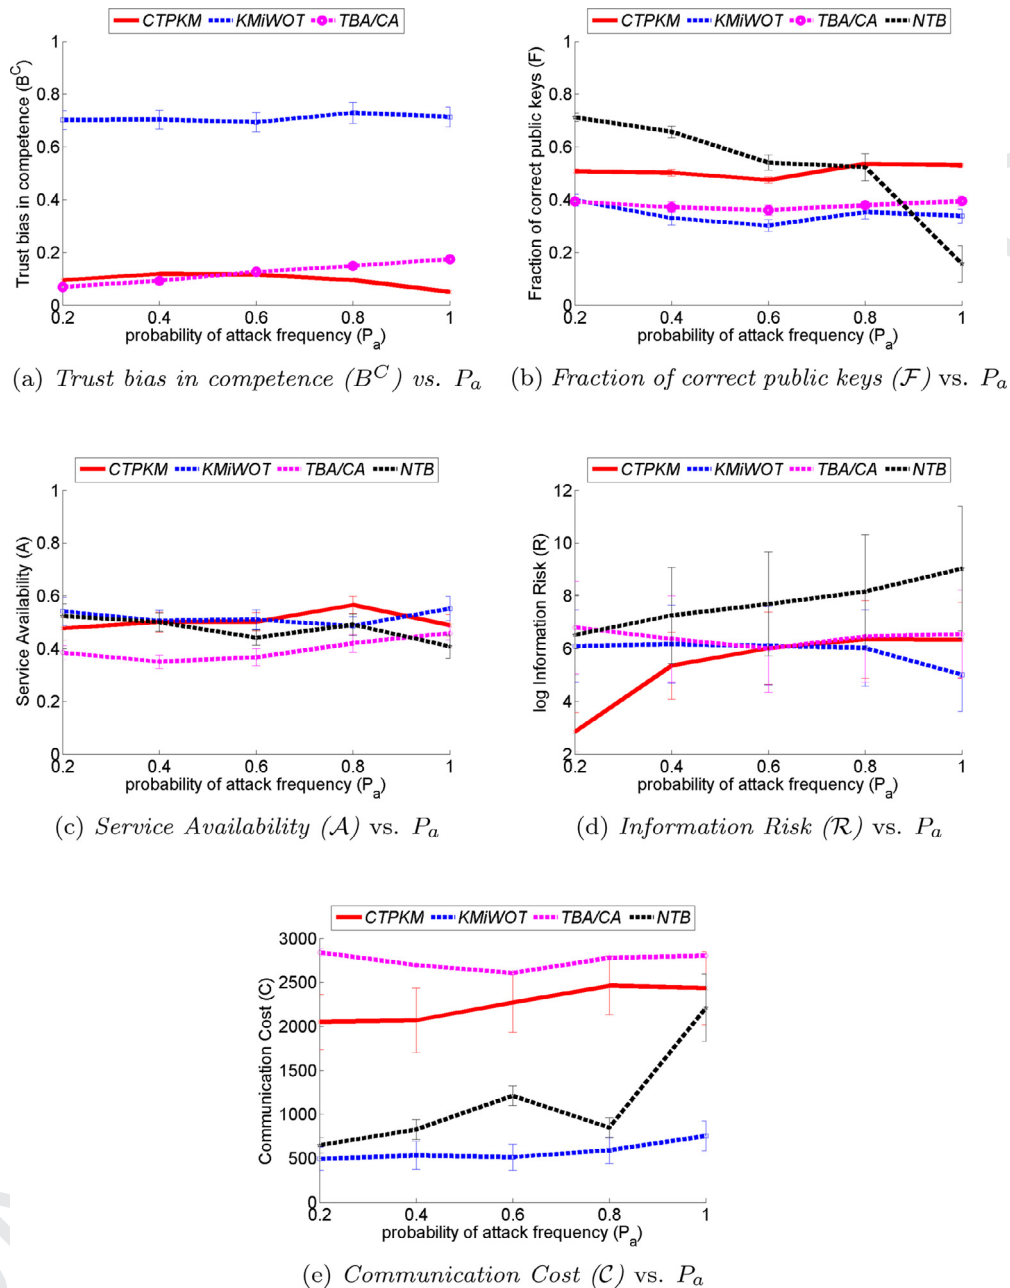 CTPKM KMiWOT TBA/CA
CTPKM KMiWOT TBA/CA NTB
1
0.8
0.6
0.4
0.2
0
Trust bias in competence (B^C)
0.2 0.4 0.6 0.8 1
probability of attack frequency (P_a)
1
0.8
0.6
0.4
0.2
0
Fraction of correct public keys (F)
0.2 0.4 0.6 0.8 1
probability of attack frequency (P_a)
(a) Trust bias in competence (B^C) vs. P_a
(b) Fraction of correct public keys (F) vs. P_a
CTPKM KMiWOT TBA/CA NTB
CTPKM KMiWOT TBA/CA NTB
1
0.8
0.6
0.4
0.2
0
Service Availability (A)
0.2 0.4 0.6 0.8 1
probability of attack frequency (P_a)
12
10
8
6
4
2
log Information Risk (R)
0.2 0.4 0.6 0.8 1
probability of attack frequency (P_a)
(c) Service Availability (A) vs. P_a
(d) Information Risk (R) vs. P_a
CTPKM KMiWOT TBA/CA NTB
3000
2500
2000
1500
1000
500
0
Communication Cost (C)
0.2 0.4 0.6 0.8 1
probability of attack frequency (P_a)
(e) Communication Cost (C) vs. P_a